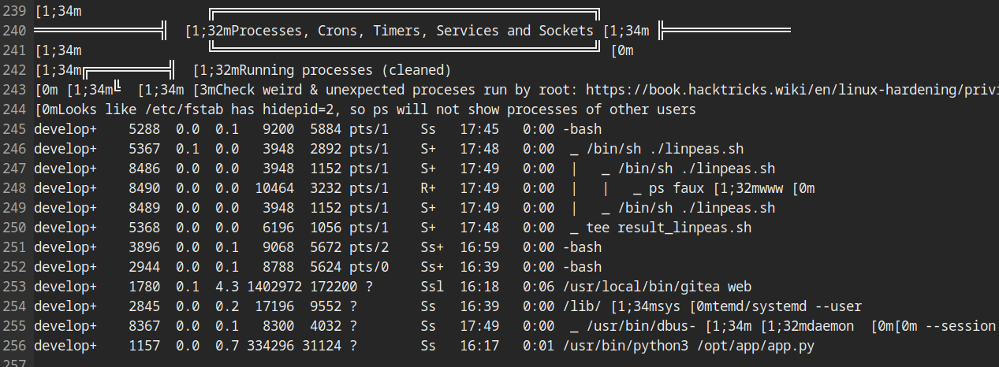 239 [1;34m ╔══════════════════════════════════════════════╗
240 ════════════════╣ [1;32mProcesses, Crons, Timers, Services and Sockets [1;34m ╠════════════════
241 [1;34m ╚══════════════════════════════════════════════╝ [0m
242 [1;34m╔══════════╣ [1;32mRunning processes (cleaned)
243 [0m [1;34m╚ [1;34m [3mCheck weird & unexpected proceses run by root: https://book.hacktricks.wiki/en/linux-hardening/privi
244 [0mLooks like /etc/fstab has hidepid=2, so ps will not show processes of other users
245 develop+ 5288 0.0 0.1 9200 5884 pts/1 Ss 17:45 0:00 -bash
246 develop+ 5367 0.1 0.0 3948 2892 pts/1 S+ 17:48 0:00 _ /bin/sh ./linpeas.sh
247 develop+ 8486 0.0 0.0 3948 1152 pts/1 S+ 17:49 0:00 | _ /bin/sh ./linpeas.sh
248 develop+ 8490 0.0 0.0 10464 3232 pts/1 R+ 17:49 0:00 | | _ ps faux [1;32mwww [0m
249 develop+ 8489 0.0 0.0 3948 1152 pts/1 S+ 17:49 0:00 | _ /bin/sh ./linpeas.sh
250 develop+ 5368 0.0 0.0 6196 1056 pts/1 S+ 17:48 0:00 _ tee result_linpeas.sh
251 develop+ 3896 0.0 0.1 9068 5672 pts/2 Ss+ 16:59 0:00 -bash
252 develop+ 2944 0.0 0.1 8788 5624 pts/0 Ss+ 16:39 0:00 -bash
253 develop+ 1780 0.1 4.3 1402972 172200 ? Ssl 16:18 0:06 /usr/local/bin/gitea web
254 develop+ 2845 0.0 0.2 17196 9552 ? Ss 16:39 0:00 /lib/ [1;34msys [0mtemd/systemd --user
255 develop+ 8367 0.0 0.1 8300 4032 ? Ss 17:49 0:00 _ /usr/bin/dbus- [1;34m [1;32mdaemon [0m[0m --session
256 develop+ 1157 0.0 0.7 334296 31124 ? Ss 16:17 0:01 /usr/bin/python3 /opt/app/app.py
257